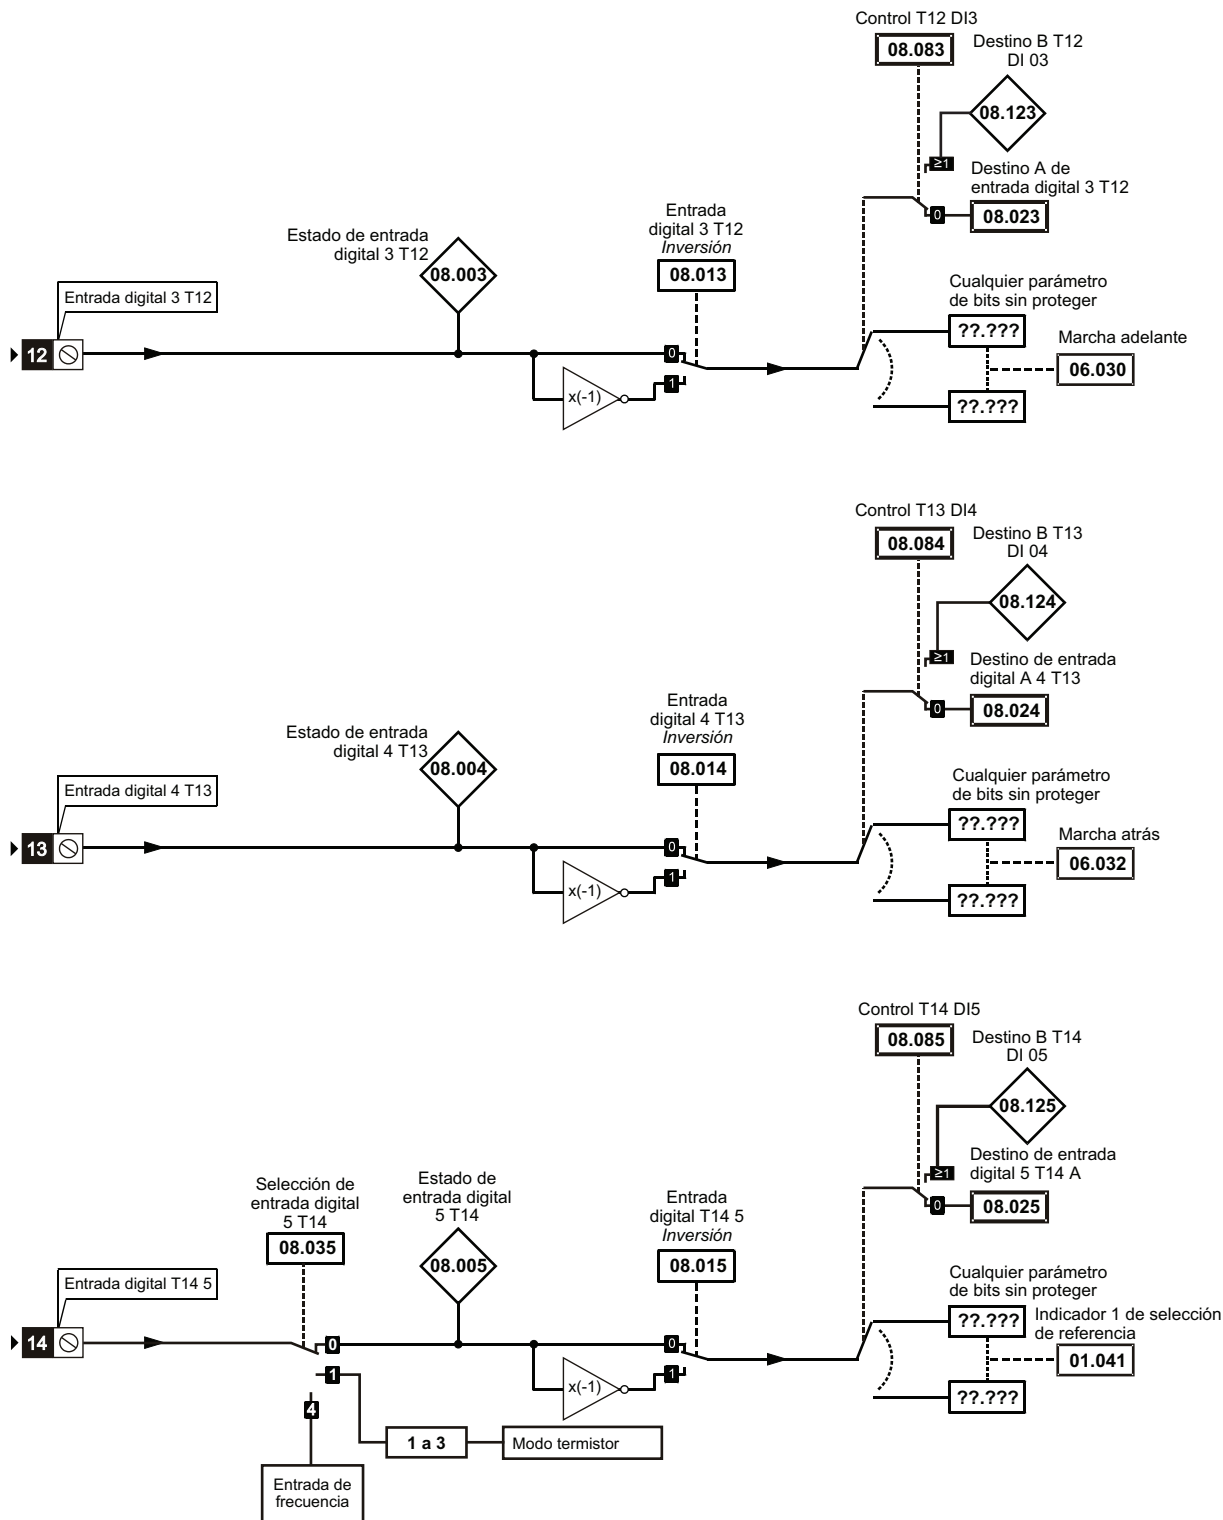 Control T12 DI3
08.083
Destino B T12
DI 03
08.123
≥1
Destino A de
entrada digital 3 T12
0
08.023
Estado de entrada
digital 3 T12
08.003
Entrada
digital 3 T12
Inversión
08.013
Entrada digital 3 T12
12
0
1
x(-1)
Cualquier parámetro
de bits sin proteger
??.???
Marcha adelante
06.030
??.???
Control T13 DI4
08.084
Destino B T13
DI 04
08.124
≥1
Destino de entrada
digital A 4 T13
0
08.024
Estado de entrada
digital 4 T13
08.004
Entrada
digital 4 T13
Inversión
08.014
Entrada digital 4 T13
13
0
1
x(-1)
Cualquier parámetro
de bits sin proteger
??.???
Marcha atrás
06.032
??.???
Control T14 DI5
08.085
Destino B T14
DI 05
08.125
≥1
Destino de entrada
digital 5 T14 A
0
08.025
Selección de
entrada digital
5 T14
08.035
Estado de
entrada digital
5 T14
08.005
Entrada
digital T14 5
Inversión
08.015
Entrada digital T14 5
14
0
1
4
0
1
x(-1)
Cualquier parámetro
de bits sin proteger
??.???
Indicador 1 de selección
de referencia
01.041
??.???
1 a 3
Modo termistor
Entrada de
frecuencia